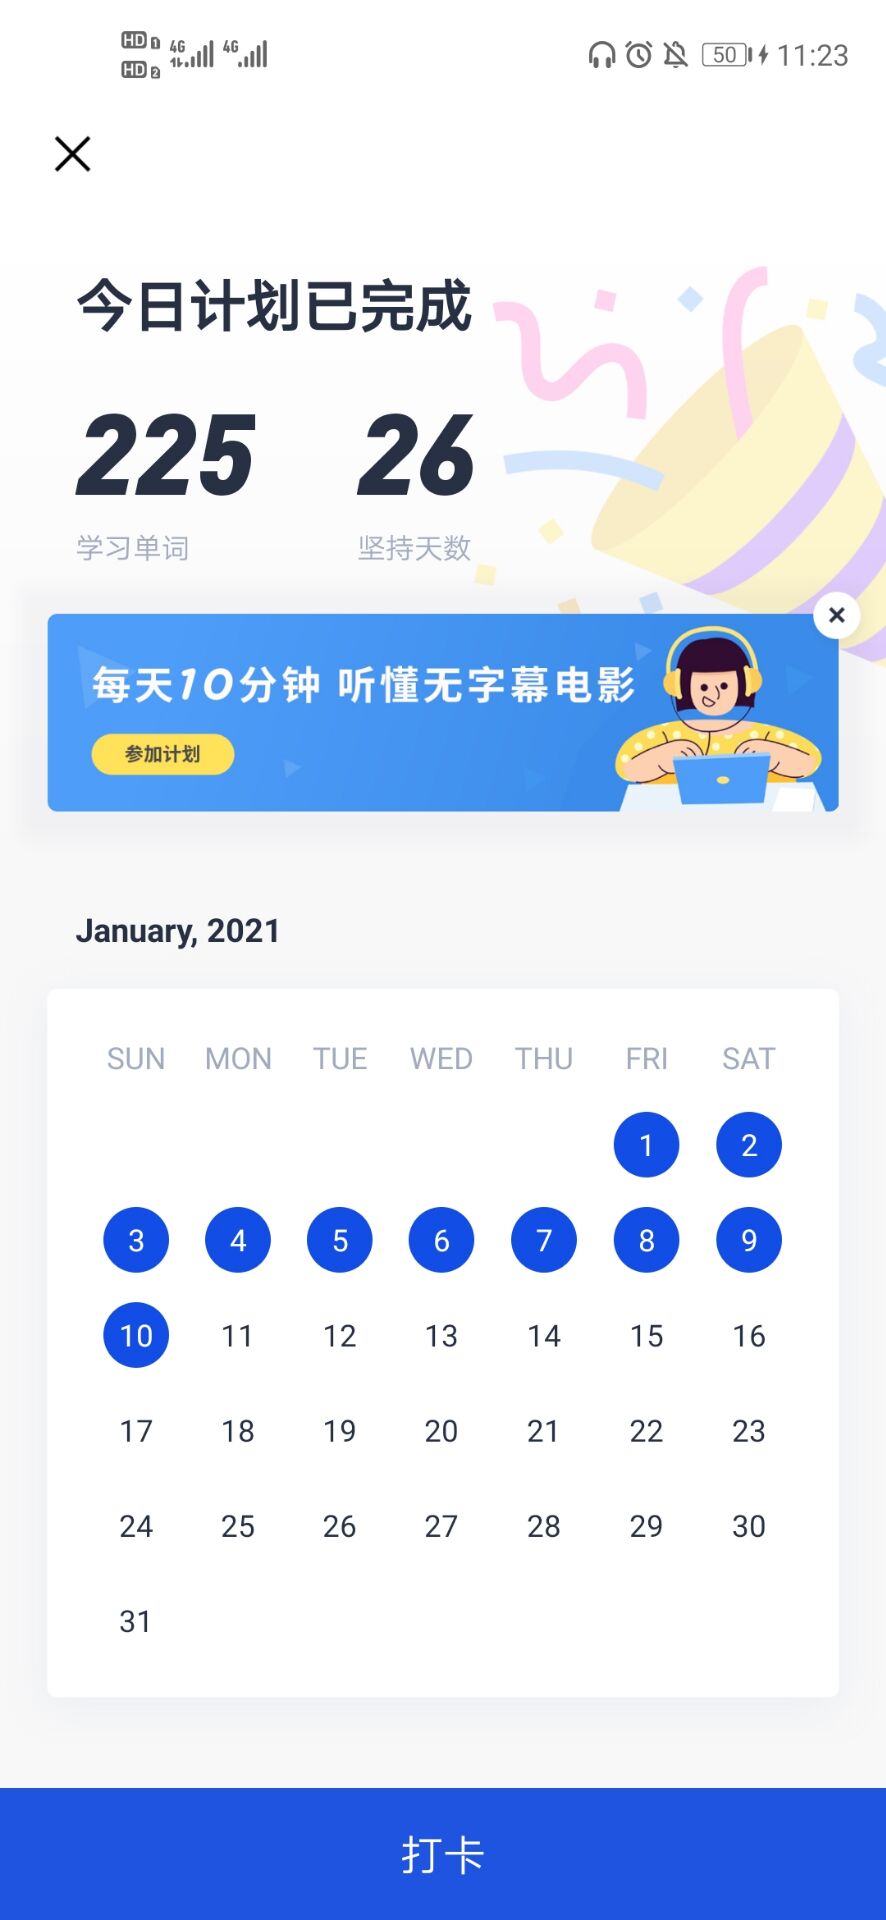 HD 1 4G 4G 50 11:23
HD 2
今日计划已完成
225 26
学习单词 坚持天数
每天10分钟 听懂无字幕电影
参加计划
January, 2021
SUN MON TUE WED THU FRI SAT
1 2
3 4 5 6 7 8 9
10 11 12 13 14 15 16
17 18 19 20 21 22 23
24 25 26 27 28 29 30
31
打卡